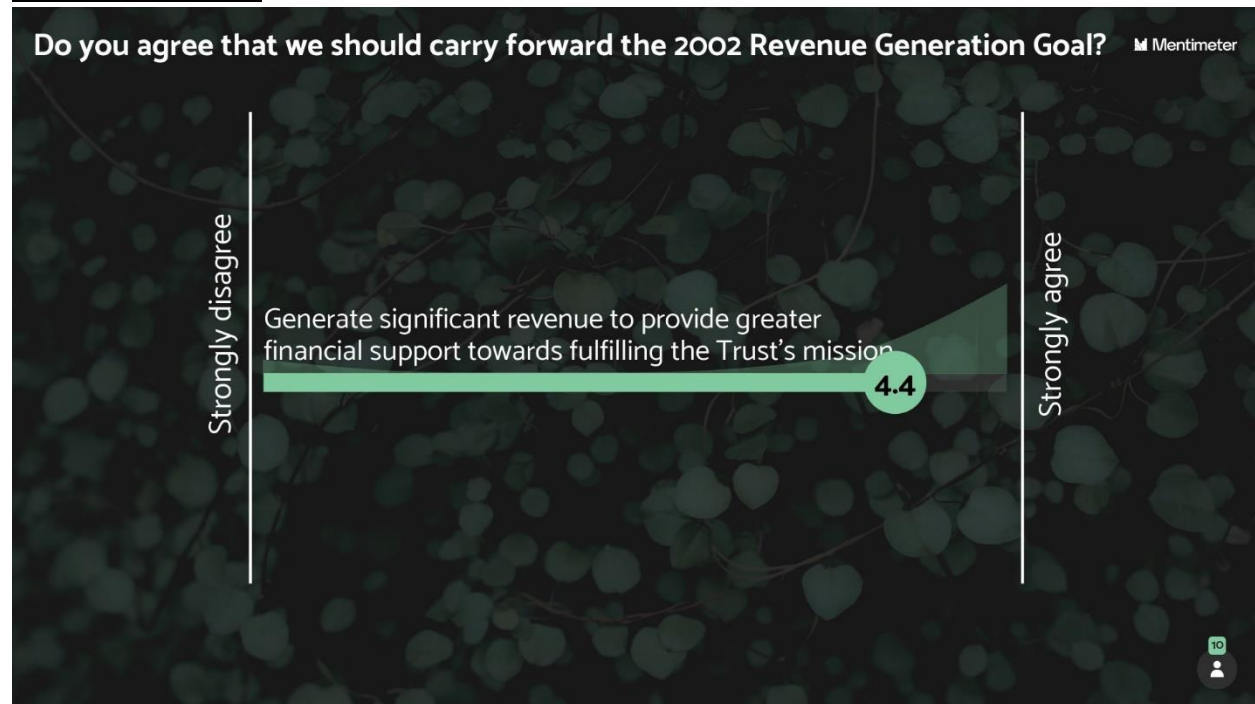 Do you agree that we should carry forward the 2002 Revenue Generation Goal?
Mentimeter
Strongly disagree
Generate significant revenue to provide greater
financial support towards fulfilling the Trust's mission
4.4
Strongly agree
10